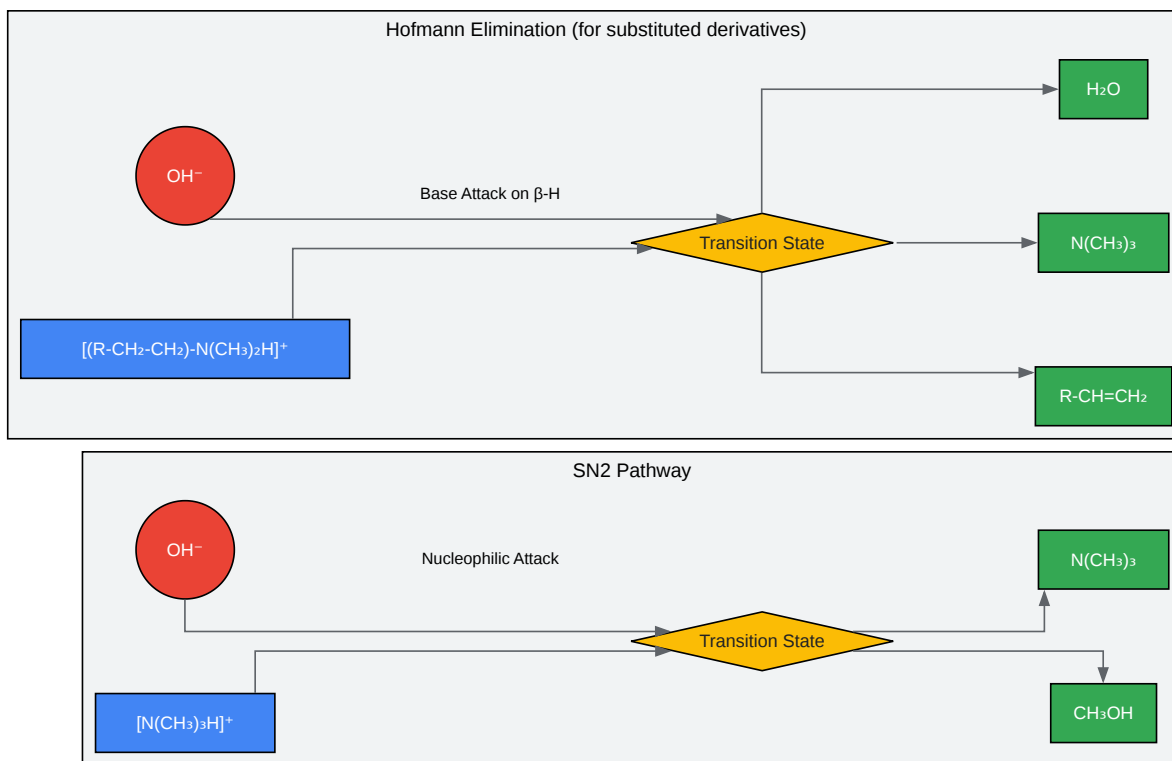 Hofmann Elimination (for substituted derivatives)
H₂O
OH⁻
Base Attack on β-H
Transition State
N(CH₃)₃
[(R-CH₂-CH₂)-N(CH₃)₂H]⁺
R-CH=CH₂
SN2 Pathway
OH⁻
Nucleophilic Attack
N(CH₃)₃
Transition State
[N(CH₃)₃H]⁺
CH₃OH